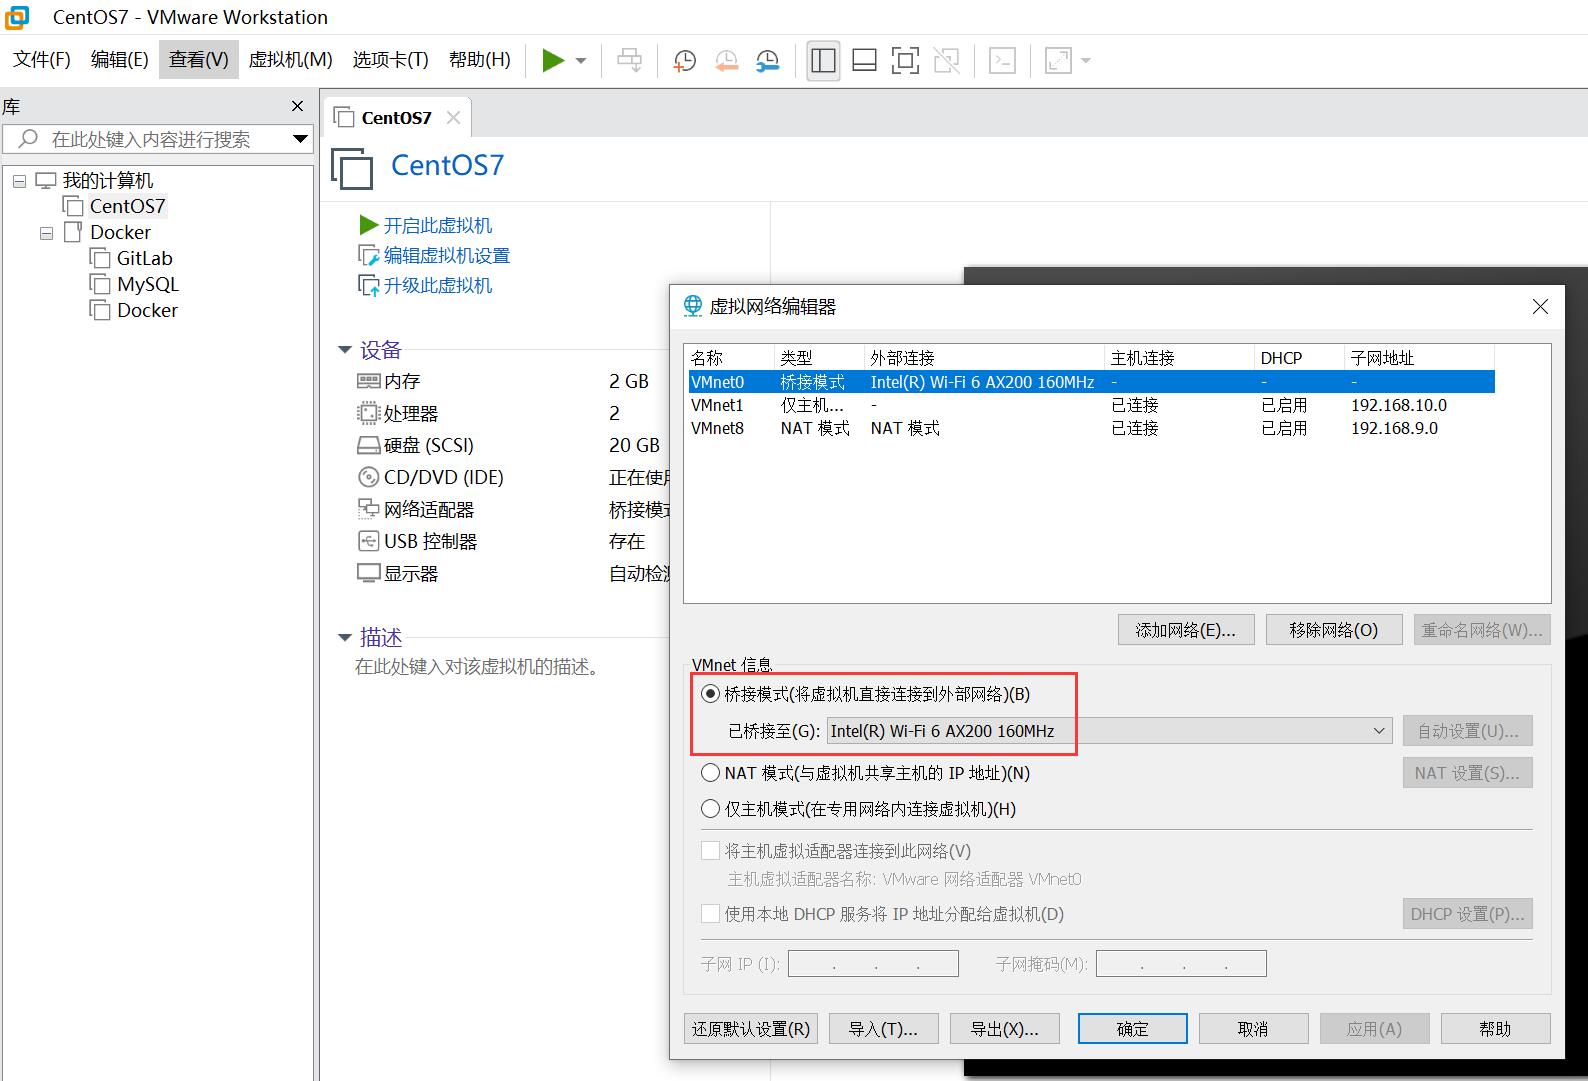 CentOS7 - VMware Workstation
文件(F) 编辑(E) 查看(V) 虚拟机(M) 选项卡(T) 帮助(H)
库
在此处键入内容进行搜索
我的计算机
CentOS7
Docker
GitLab
MySQL
Docker
CentOS7
CentOS7
开启此虚拟机
编辑虚拟机设置
升级此虚拟机
设备
内存 2 GB
处理器 2
硬盘 (SCSI) 20 GB
CD/DVD (IDE) 正在使用
网络适配器 桥接模式
USB 控制器 存在
显示器 自动检测
描述
在此处键入对该虚拟机的描述。
虚拟网络编辑器
名称 类型 外部连接 主机连接 DHCP 子网地址
VMnet0 桥接模式 Intel(R) Wi-Fi 6 AX200 160MHz - - -
VMnet1 仅主机... - 已连接 已启用 192.168.10.0
VMnet8 NAT 模式 NAT 模式 已连接 已启用 192.168.9.0
添加网络(E)... 移除网络(O) 重命名网络(W)...
VMnet 信息
桥接模式(将虚拟机直接连接到外部网络)(B)
已桥接至(G): Intel(R) Wi-Fi 6 AX200 160MHz 自动设置(U)...
NAT 模式(与虚拟机共享主机的 IP 地址)(N) NAT 设置(S)...
仅主机模式(在专用网络内连接虚拟机)(H)
将主机虚拟适配器连接到此网络(V)
主机虚拟适配器名称: VMware 网络适配器 VMnet0
使用本地 DHCP 服务将 IP 地址分配给虚拟机(D) DHCP 设置(P)...
子网 IP (I): . . . 子网掩码(M): . . .
还原默认设置(R) 导入(T)... 导出(X)... 确定 取消 应用(A) 帮助